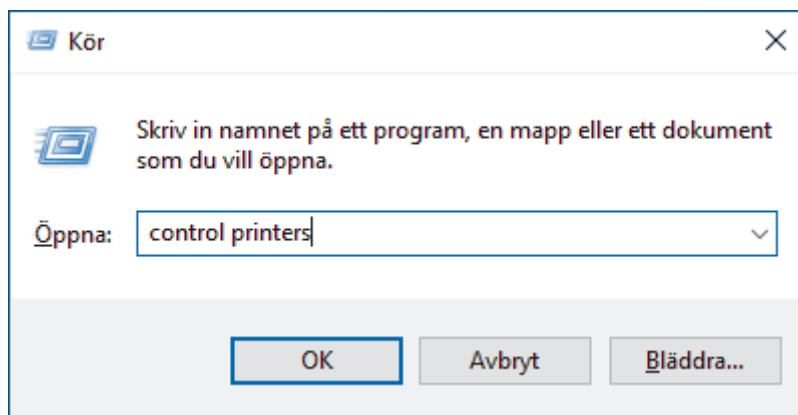 Kör
Skriv in namnet på ett program, en mapp eller ett dokument
som du vill öppna.
Öppna: control printers
OK Avbryt Bläddra...